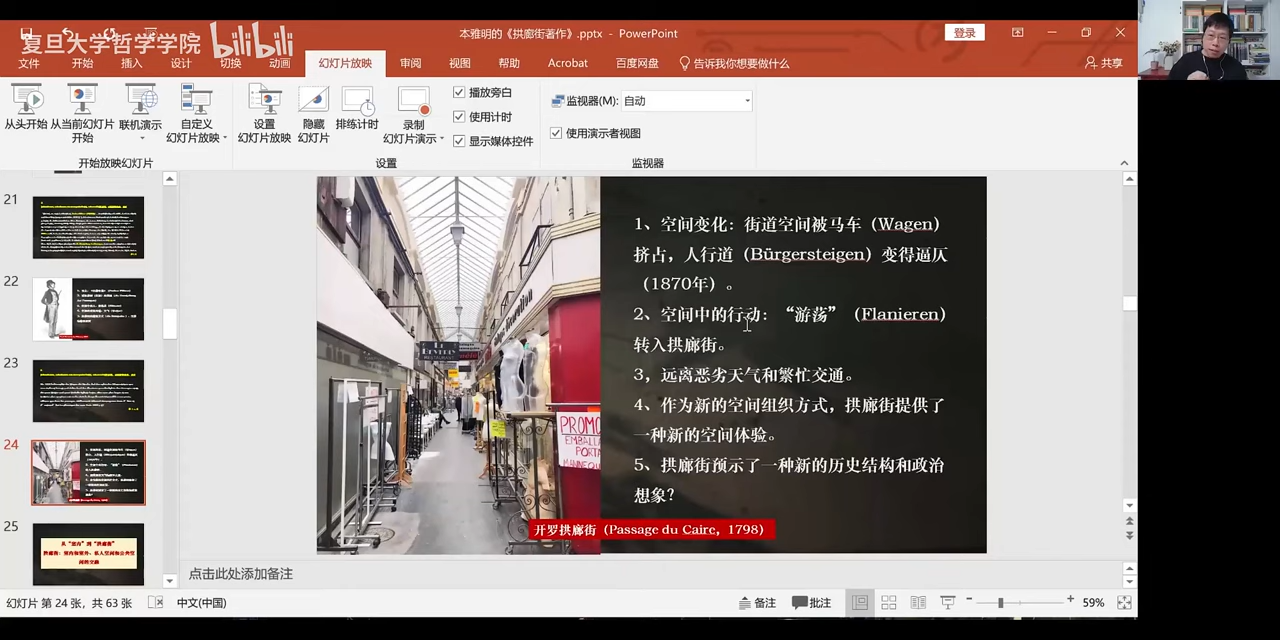 复旦大学哲学学院 bilibili
本雅明的《拱廊街著作》.pptx - PowerPoint
登录
文件 开始 插入 设计 切换 动画 幻灯片放映 审阅 视图 帮助 Acrobat 百度网盘 告诉我你想要做什么 共享
从头开始 从当前幻灯片开始 联机演示 自定义幻灯片放映 设置幻灯片放映 隐藏幻灯片 排练计时 录制幻灯片演示
播放旁白
使用计时
显示媒体控件
监视器(M): 自动
使用演示者视图
开始放映幻灯片 设置 监视器
21
22
23
24
25
从“室内”到“拱廊街”
1、空间变化：街道空间被马车（Wagen）
挤占，人行道（Bürgersteigen）变得逼仄
（1870年）。
2、空间中的行动：“游荡”（Flanieren）
转入拱廊街。
3，远离恶劣天气和繁忙交通。
4、作为新的空间组织方式，拱廊街提供了
一种新的空间体验。
5、拱廊街预示了一种新的历史结构和政治
想象？
BEVERLY
RESTAURANT
PROMO
EMBALLA
PORTA
MANNEQU
开罗拱廊街（Passage du Caire，1798）
点击此处添加备注
幻灯片 第 24 张，共 63 张 中文(中国) 备注 批注 59%